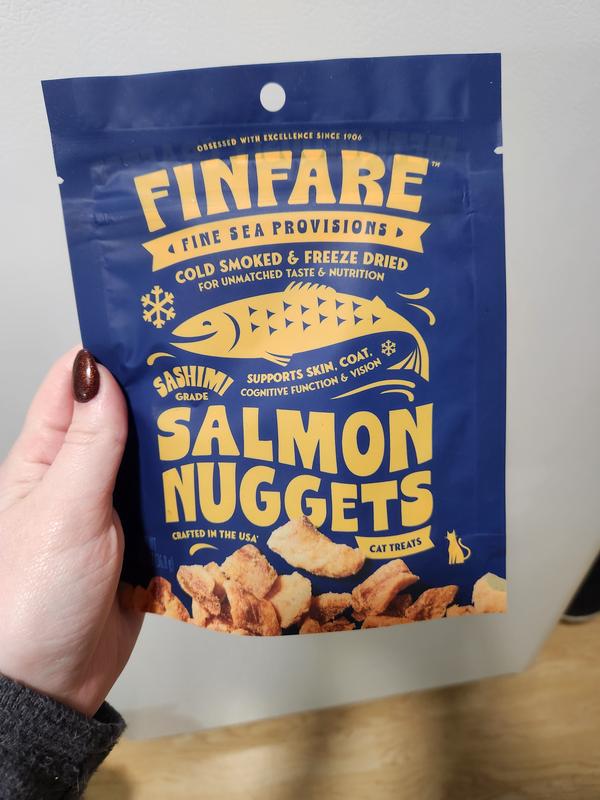 OBSESSED WITH EXCELLENCE SINCE 1906
FINFARE™
FINE SEA PROVISIONS
COLD SMOKED & FREEZE DRIED
FOR UNMATCHED TASTE & NUTRITION
SASHIMI
GRADE
SUPPORTS SKIN, COAT,
COGNITIVE FUNCTION & VISION
SALMON
NUGGETS
CRAFTED IN THE USA*
CAT TREATS